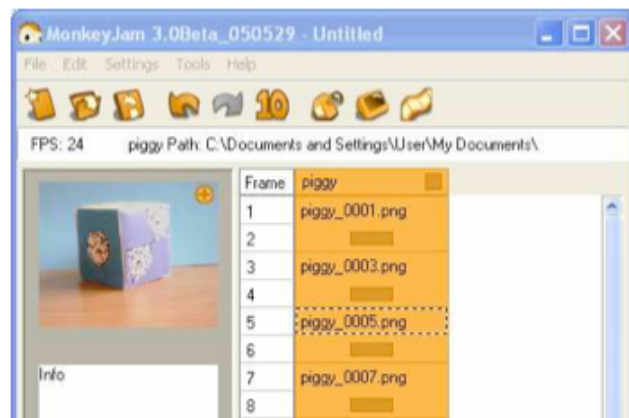 MonkeyJam 3.0Beta_050529 - Untitled
File Edit Settings Tools Help
10
FPS: 24 piggy Path: C:\Documents and Settings\User\My Documents\
Frame piggy
1 piggy_0001.png
2
3 piggy_0003.png
4
5 piggy_0005.png
6
Info
7 piggy_0007.png
8